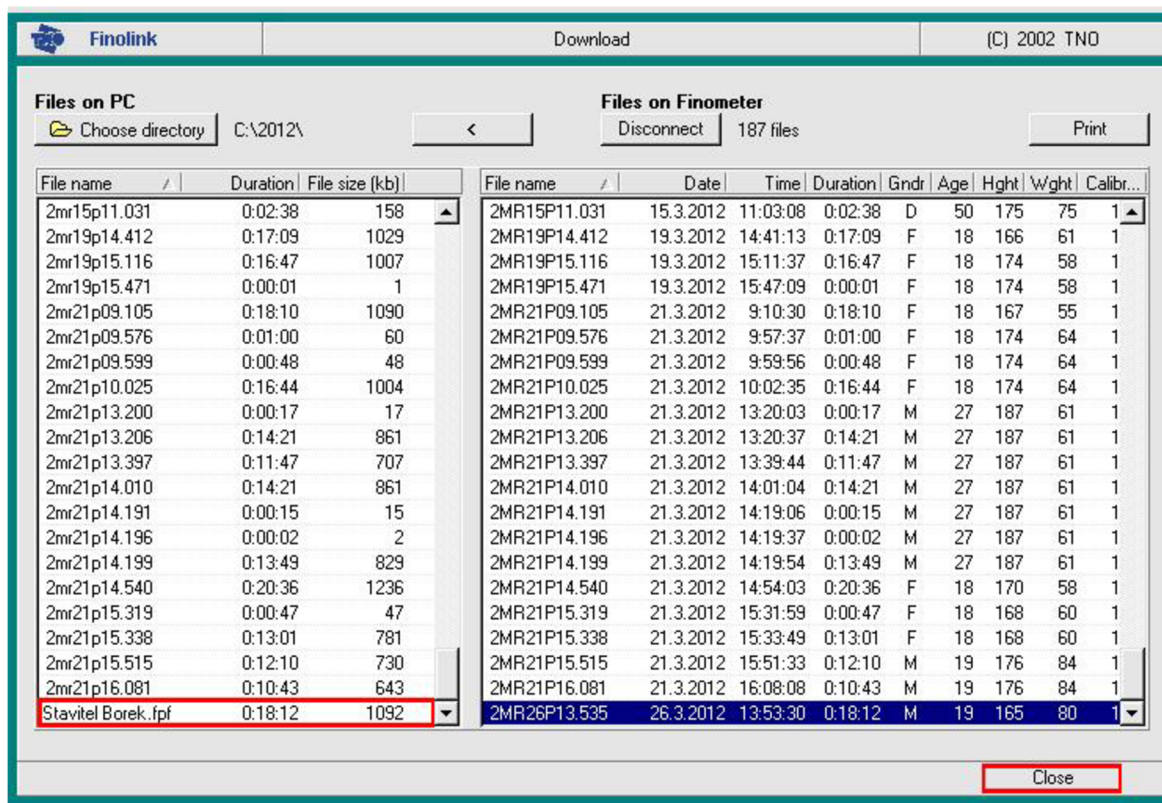 Finolink Download (C) 2002 TNO
Files on PC Files on Finometer
Choose directory C:\2012\ < Disconnect 187 files Print
File name Duration File size (kb) File name Date Time Duration Gndr Age Hght Wght Calibr...
2mr15p11.031 0:02:38 158 2MR15P11.031 15.3.2012 11:03:08 0:02:38 D 50 175 75 1
2mr19p14.412 0:17:09 1029 2MR19P14.412 19.3.2012 14:41:13 0:17:09 F 18 166 61 1
2mr19p15.116 0:16:47 1007 2MR19P15.116 19.3.2012 15:11:37 0:16:47 F 18 174 58 1
2mr19p15.471 0:00:01 1 2MR19P15.471 19.3.2012 15:47:09 0:00:01 F 18 174 58 1
2mr21p09.105 0:18:10 1090 2MR21P09.105 21.3.2012 9:10:30 0:18:10 F 18 167 55 1
2mr21p09.576 0:01:00 60 2MR21P09.576 21.3.2012 9:57:37 0:01:00 F 18 174 64 1
2mr21p09.599 0:00:48 48 2MR21P09.599 21.3.2012 9:59:56 0:00:48 F 18 174 64 1
2mr21p10.025 0:16:44 1004 2MR21P10.025 21.3.2012 10:02:35 0:16:44 F 18 174 64 1
2mr21p13.200 0:00:17 17 2MR21P13.200 21.3.2012 13:20:03 0:00:17 M 27 187 61 1
2mr21p13.206 0:14:21 861 2MR21P13.206 21.3.2012 13:20:37 0:14:21 M 27 187 61 1
2mr21p13.397 0:11:47 707 2MR21P13.397 21.3.2012 13:39:44 0:11:47 M 27 187 61 1
2mr21p14.010 0:14:21 861 2MR21P14.010 21.3.2012 14:01:04 0:14:21 M 27 187 61 1
2mr21p14.191 0:00:15 15 2MR21P14.191 21.3.2012 14:19:06 0:00:15 M 27 187 61 1
2mr21p14.196 0:00:02 2 2MR21P14.196 21.3.2012 14:19:37 0:00:02 M 27 187 61 1
2mr21p14.199 0:13:49 829 2MR21P14.199 21.3.2012 14:19:54 0:13:49 M 27 187 61 1
2mr21p14.540 0:20:36 1236 2MR21P14.540 21.3.2012 14:54:03 0:20:36 F 18 170 58 1
2mr21p15.319 0:00:47 47 2MR21P15.319 21.3.2012 15:31:59 0:00:47 F 18 168 60 1
2mr21p15.338 0:13:01 781 2MR21P15.338 21.3.2012 15:33:49 0:13:01 F 18 168 60 1
2mr21p15.515 0:12:10 730 2MR21P15.515 21.3.2012 15:51:33 0:12:10 M 19 176 84 1
2mr21p16.081 0:10:43 643 2MR21P16.081 21.3.2012 16:08:08 0:10:43 M 19 176 84 1
Stavitel Borek.fpf 0:18:12 1092 2MR26P13.535 26.3.2012 13:53:30 0:18:12 M 19 165 80 1
Close